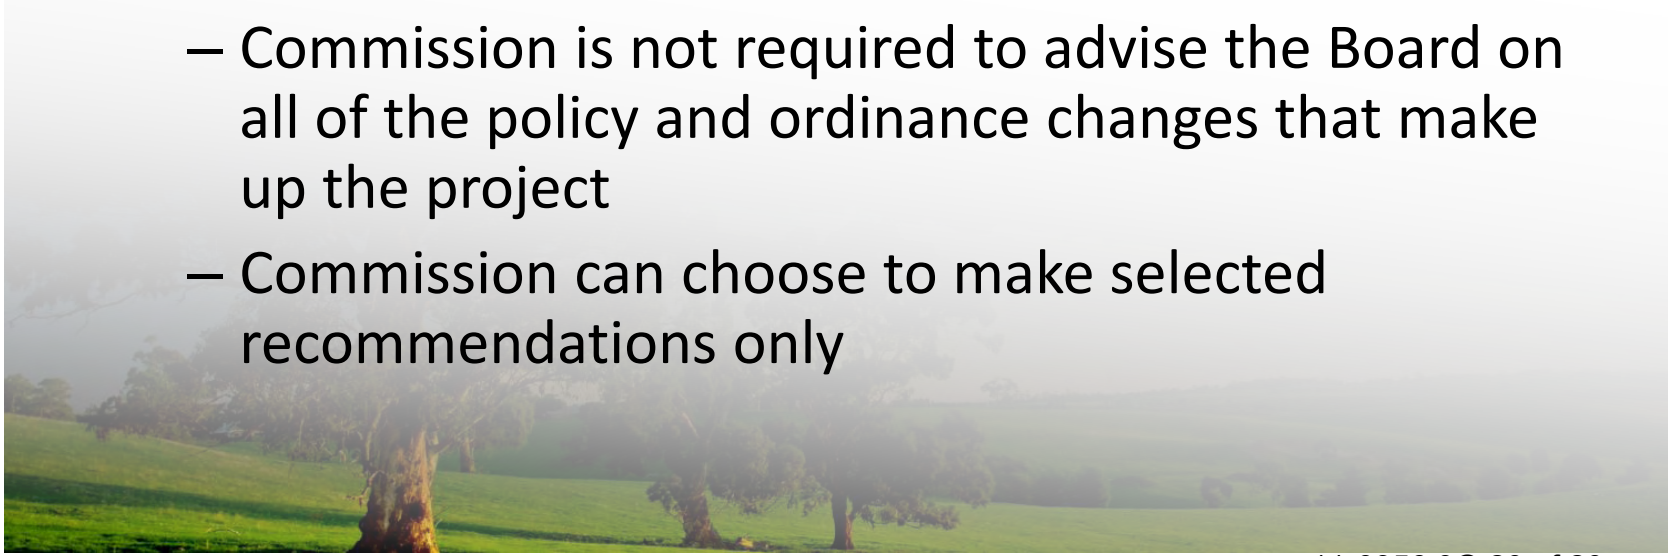 – Commission is not required to advise the Board on
all of the policy and ordinance changes that make
up the project
– Commission can choose to make selected
recommendations only